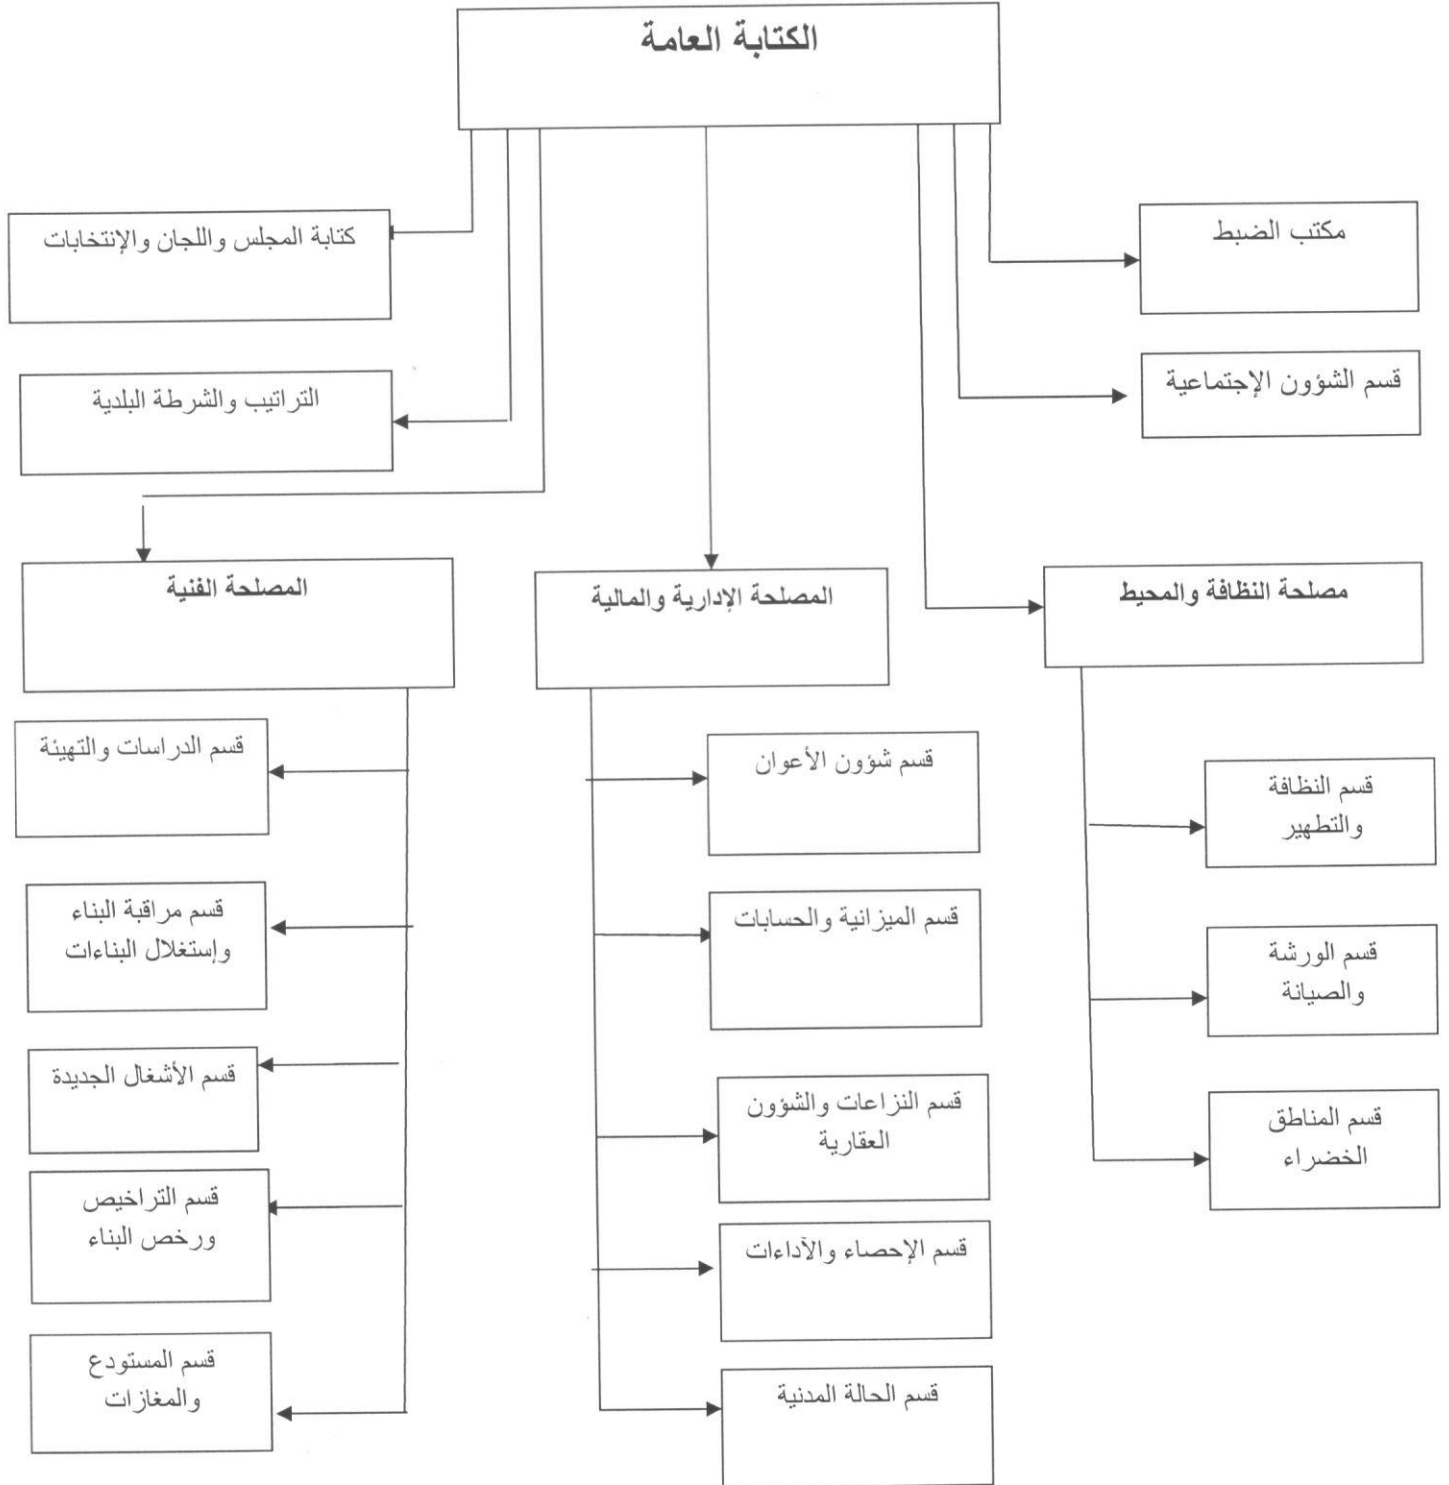 الكتابة العامة
مكتب الضبط
كتابة المجلس واللجان والإنتخابات
قسم الشؤون الإجتماعية
التراتيب والشرطة البلدية
مصلحة النظافة والمحيط
المصلحة الإدارية والمالية
المصلحة الفنية
قسم النظافة
والتطهير
قسم الورشة
والصيانة
قسم المناطق
الخضراء
قسم شؤون الأعوان
قسم الميزانية والحسابات
قسم النزاعات والشؤون
العقارية
قسم الإحصاء والآداءات
قسم الحالة المدنية
قسم الدراسات والتهيئة
قسم مراقبة البناء
وإستغلال البناءات
قسم الأشغال الجديدة
قسم التراخيص
ورخص البناء
قسم المستودع
والمغازات